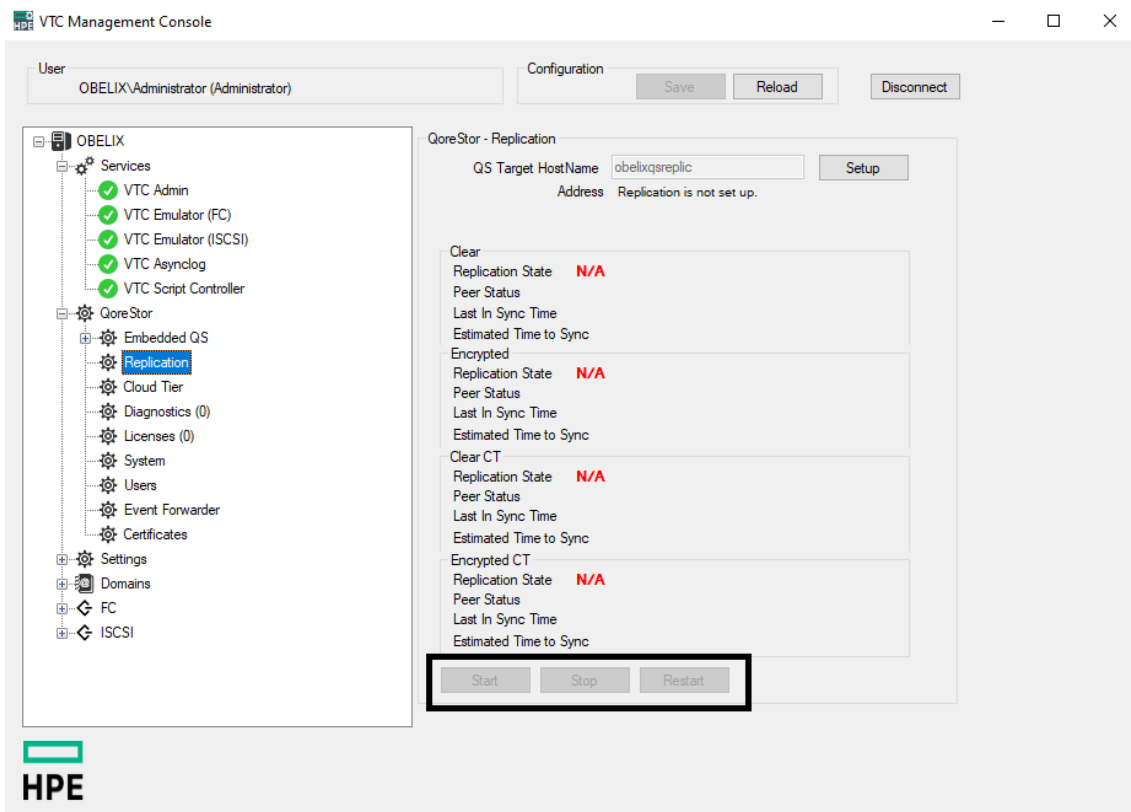 VTC Management Console
User
OBELIX\Administrator (Administrator)
Configuration
Save
Reload
Disconnect
OBELIX
Services
VTC Admin
VTC Emulator (FC)
VTC Emulator (ISCSI)
VTC Asynclog
VTC Script Controller
QoreStor
Embedded QS
Replication
Cloud Tier
Diagnostics (0)
Licenses (0)
System
Users
Event Forwarder
Certificates
Settings
Domains
FC
ISCSI
QoreStor - Replication
QS Target HostName obelixqsreplic Setup
Address Replication is not set up.
Clear
Replication State N/A
Peer Status
Last In Sync Time
Estimated Time to Sync
Encrypted
Replication State N/A
Peer Status
Last In Sync Time
Estimated Time to Sync
Clear CT
Replication State N/A
Peer Status
Last In Sync Time
Estimated Time to Sync
Encrypted CT
Replication State N/A
Peer Status
Last In Sync Time
Estimated Time to Sync
Start Stop Restart
HPE